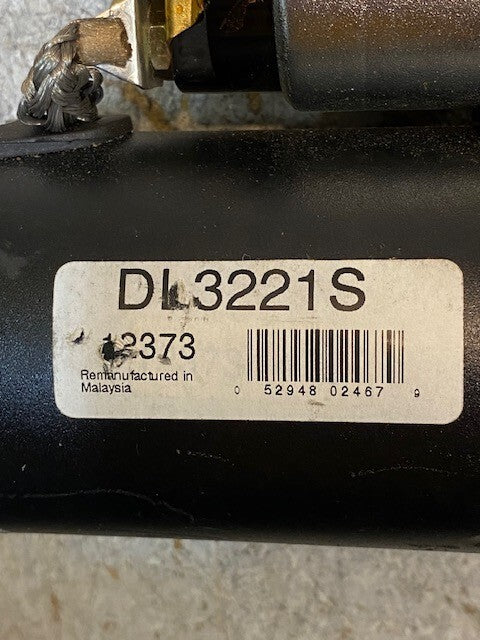 DL3221S
12373
Remanufactured in
Malaysia
0 52948 02467 9